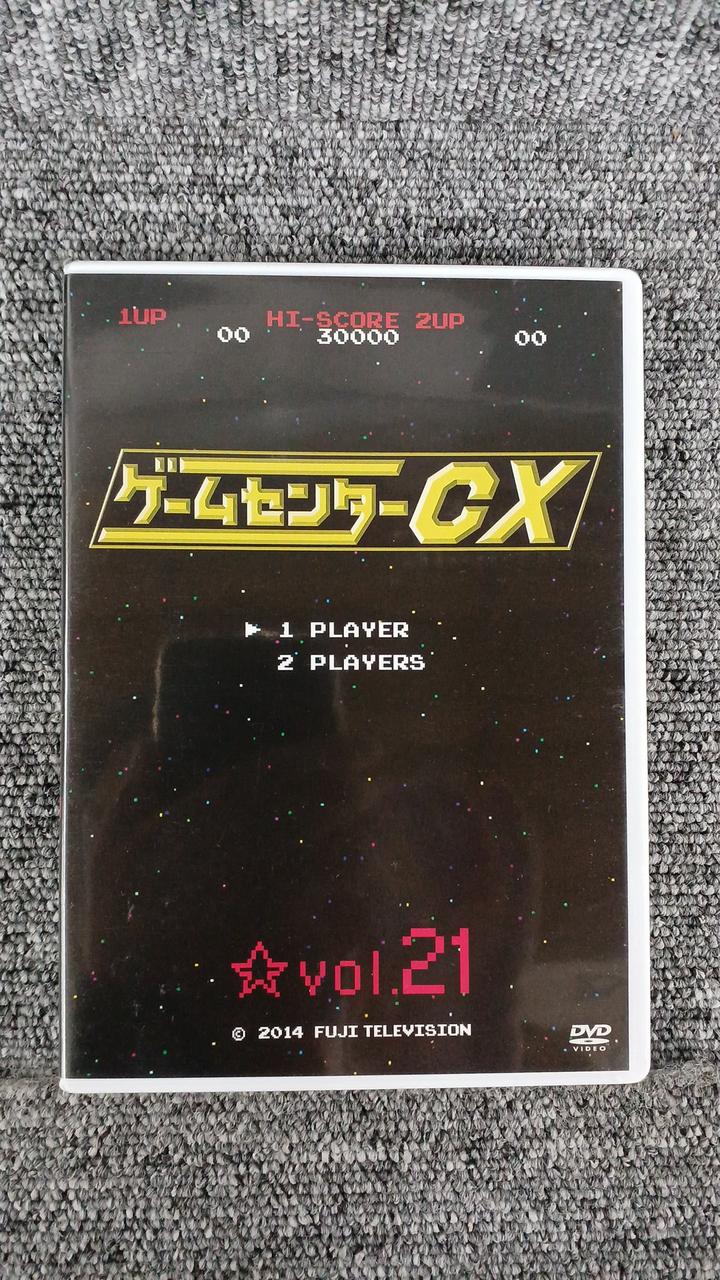 1UP HI-SCORE 2UP
00 30000 00
ゲームセンターCX
1 PLAYER
2 PLAYERS
vol.21
© 2014 FUJI TELEVISION
DVD
VIDEO